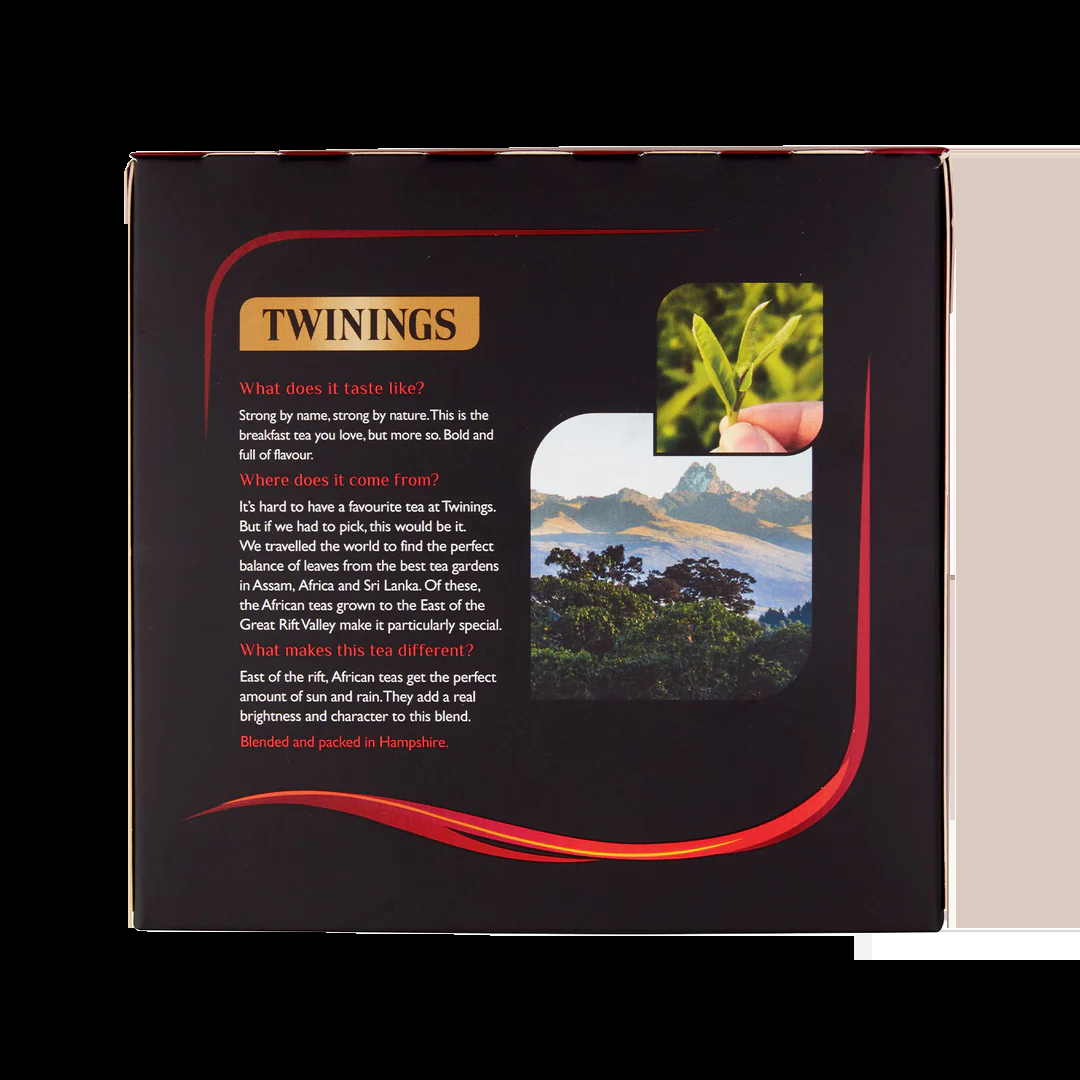 TWININGS
What does it taste like?
Strong by name, strong by nature. This is the
breakfast tea you love, but more so. Bold and
full of flavour.
Where does it come from?
It's hard to have a favourite tea at Twinings.
But if we had to pick, this would be it.
We travelled the world to find the perfect
balance of leaves from the best tea gardens
in Assam, Africa and Sri Lanka. Of these,
the African teas grown to the East of the
Great Rift Valley make it particularly special.
What makes this tea different?
East of the rift, African teas get the perfect
amount of sun and rain. They add a real
brightness and character to this blend.
Blended and packed in Hampshire.